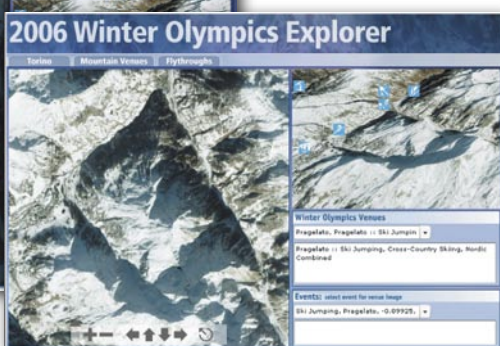 2006 Winter Olympics Explorer
Torino Mountain Venues Flythroughs
Winter Olympics Venues
Pragelato, Pragelato :: Ski Jumpin
Pragelato :: Ski Jumping, Cross-Country Skiing, Nordic
Combined
Events: select event for venue image
Ski Jumping, Pragelato, -0.09925,